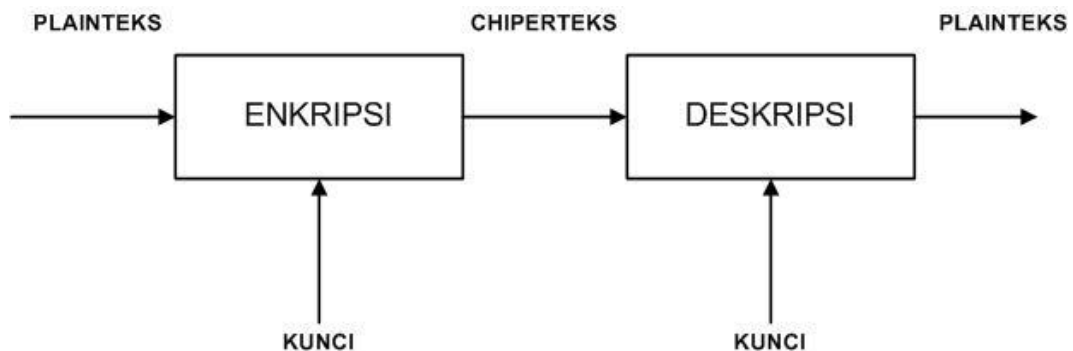 PLAINTEKS
CHIPERTEKS
PLAINTEKS
ENKRIPSI
DESKRIPSI
KUNCI
KUNCI